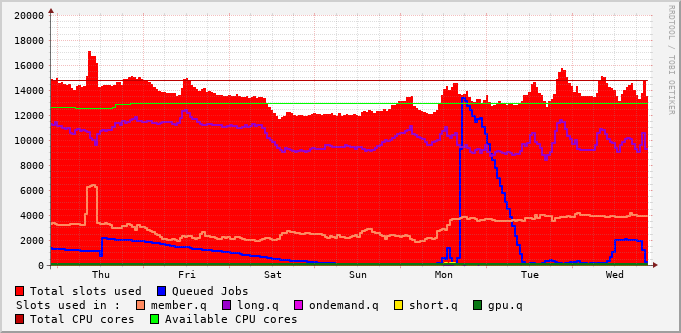 RRDTOOL / TOBI OETIKER
20000
18000
16000
14000
12000
10000
8000
6000
4000
2000
0
Thu Fri Sat Sun Mon Tue Wed
Total slots used Queued Jobs
Slots used in : member.q long.q ondemand.q short.q gpu.q
Total CPU cores Available CPU cores